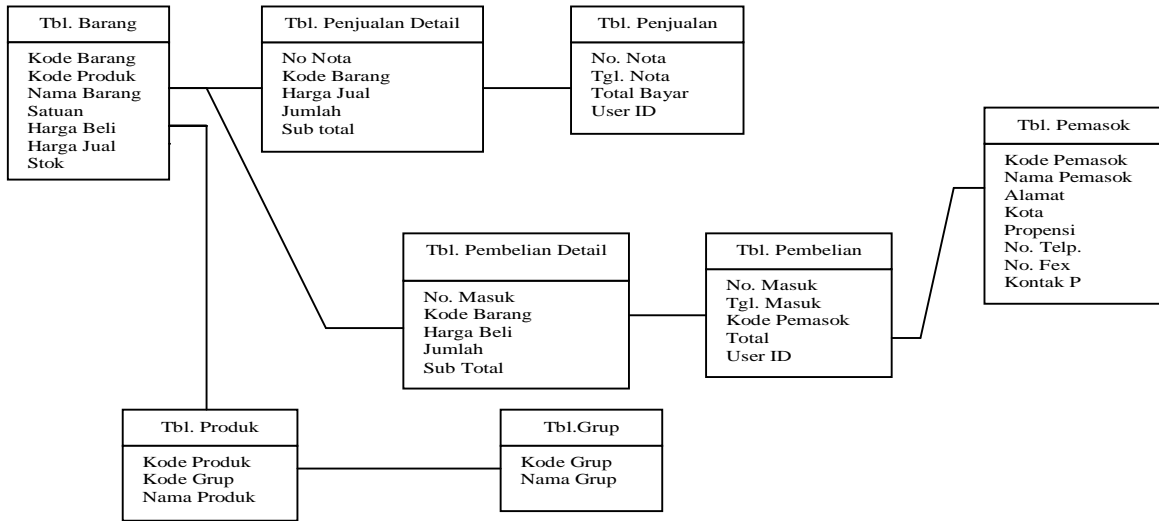 Tbl. Barang
Kode Barang
Kode Produk
Nama Barang
Satuan
Harga Beli
Harga Jual
Stok
Tbl. Penjualan Detail
No Nota
Kode Barang
Harga Jual
Jumlah
Sub total
Tbl. Penjualan
No. Nota
Tgl. Nota
Total Bayar
User ID
Tbl. Pemasok
Kode Pemasok
Nama Pemasok
Alamat
Kota
Propensi
No. Telp.
No. Fex
Kontak P
Tbl. Pembelian Detail
No. Masuk
Kode Barang
Harga Beli
Jumlah
Sub Total
Tbl. Pembelian
No. Masuk
Tgl. Masuk
Kode Pemasok
Total
User ID
Tbl. Produk
Kode Produk
Kode Grup
Nama Produk
Tbl.Grup
Kode Grup
Nama Grup